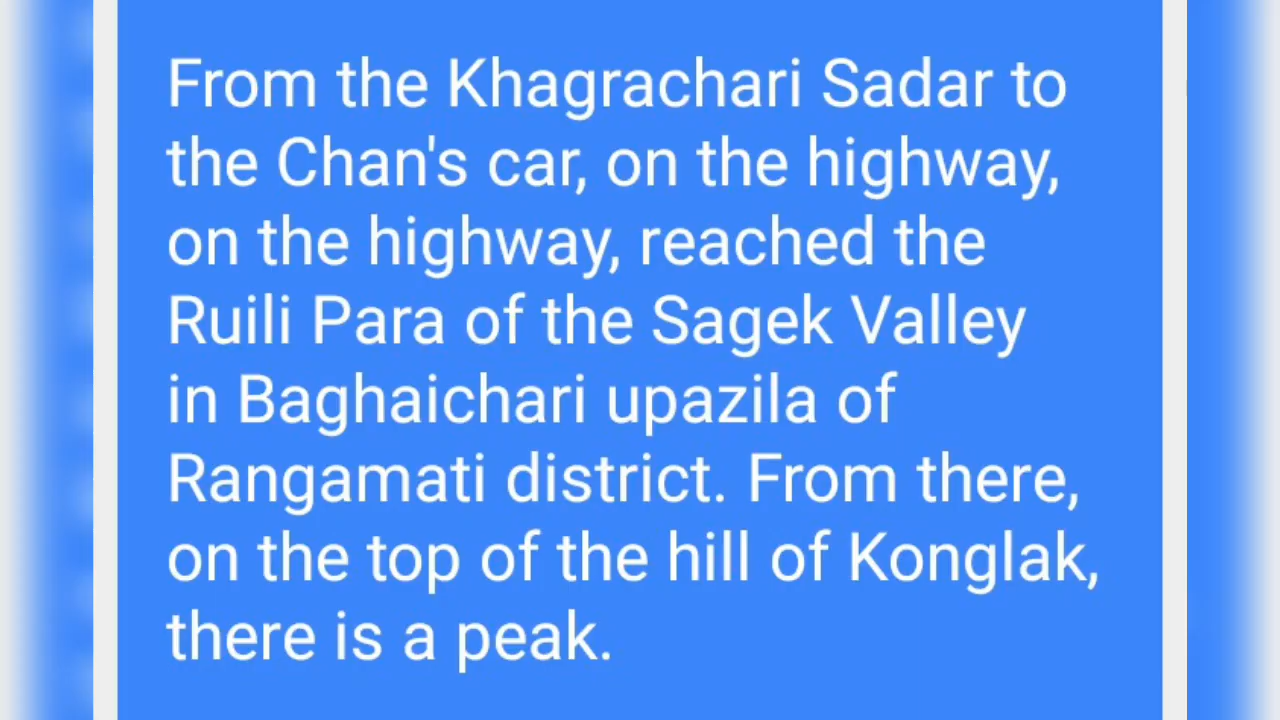 From the Khagrachari Sadar to
the Chan's car, on the highway,
on the highway, reached the
Ruili Para of the Sagek Valley
in Baghaichari upazila of
Rangamati district. From there,
on the top of the hill of Konglak,
there is a peak.